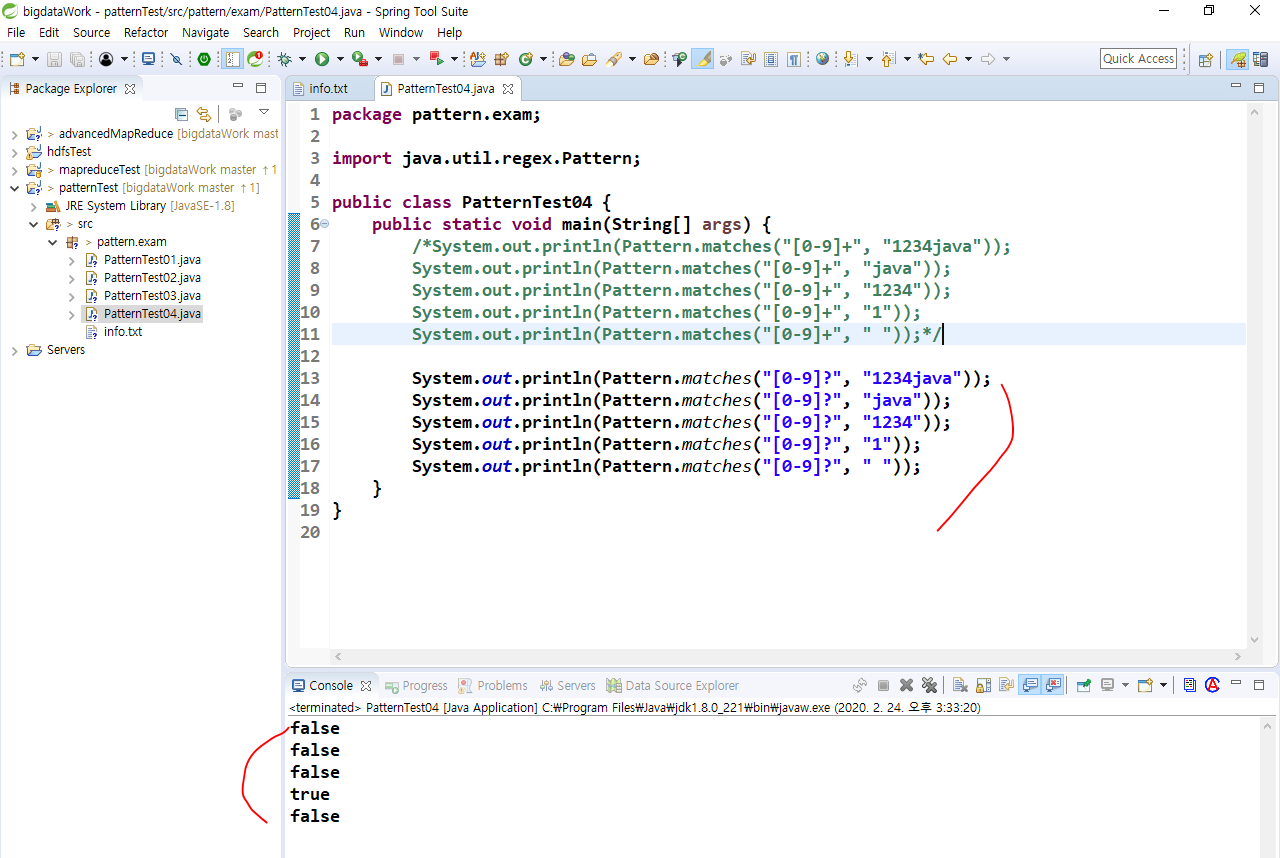 bigdataWork - patternTest/src/pattern/exam/PatternTest04.java - Spring Tool Suite
File Edit Source Refactor Navigate Search Project Run Window Help
Quick Access
Package Explorer
> advancedMapReduce [bigdataWork mast
hdfsTest
> mapreduceTest [bigdataWork master ↑1
> patternTest [bigdataWork master ↑1]
JRE System Library [JavaSE-1.8]
> src
> pattern.exam
PatternTest01.java
PatternTest02.java
PatternTest03.java
PatternTest04.java
info.txt
Servers
info.txt PatternTest04.java
1 package pattern.exam;
2
3 import java.util.regex.Pattern;
4
5 public class PatternTest04 {
6 public static void main(String[] args) {
7 /*System.out.println(Pattern.matches("[0-9]+", "1234java"));
8 System.out.println(Pattern.matches("[0-9]+", "java"));
9 System.out.println(Pattern.matches("[0-9]+", "1234"));
10 System.out.println(Pattern.matches("[0-9]+", "1"));
11 System.out.println(Pattern.matches("[0-9]+", " "));*/
12
13 System.out.println(Pattern.matches("[0-9]?", "1234java"));
14 System.out.println(Pattern.matches("[0-9]?", "java"));
15 System.out.println(Pattern.matches("[0-9]?", "1234"));
16 System.out.println(Pattern.matches("[0-9]?", "1"));
17 System.out.println(Pattern.matches("[0-9]?", " "));
18 }
19 }
20
Console Progress Problems Servers Data Source Explorer
<terminated> PatternTest04 [Java Application] C:₩Program Files₩Java₩jdk1.8.0_221₩bin₩javaw.exe (2020. 2. 24. 오후 3:33:20)
false
false
false
true
false